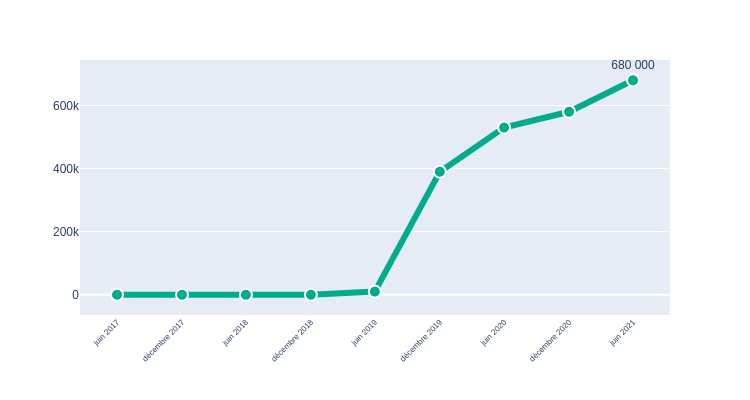 680 000
600k
400k
200k
0
juin 2017
décembre 2017
juin 2018
décembre 2018
juin 2019
décembre 2019
juin 2020
décembre 2020
juin 2021